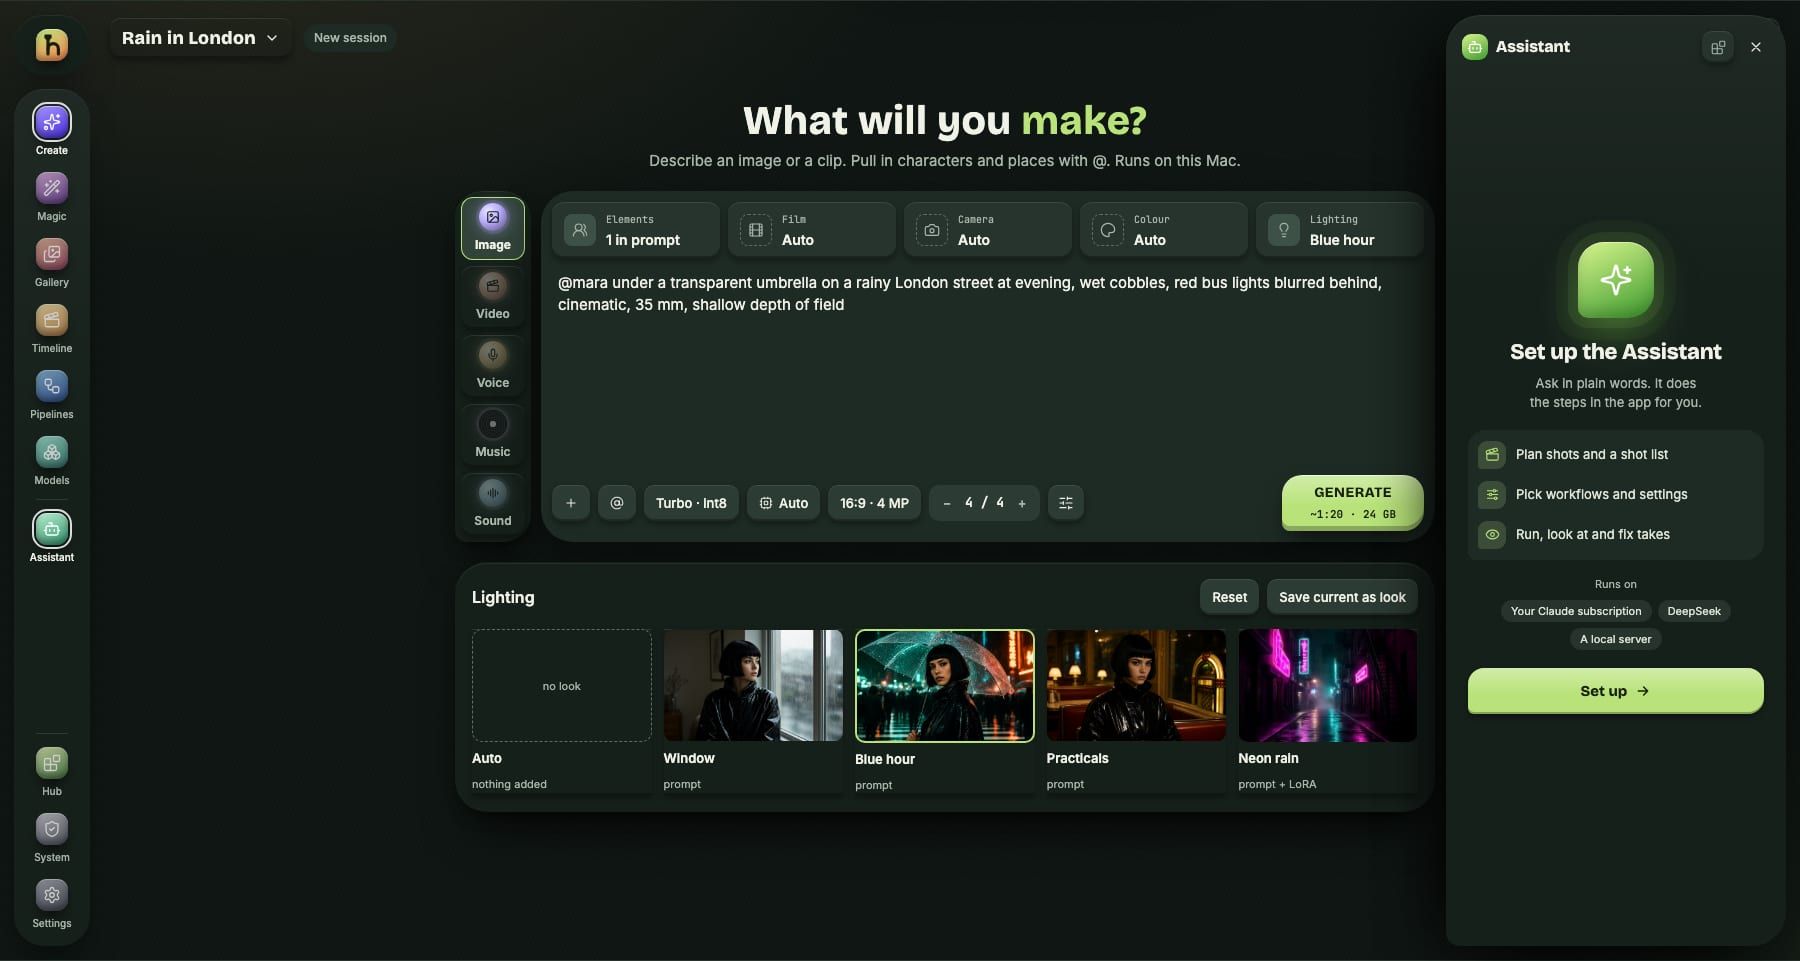 h
Rain in London
New session
Create
Magic
Gallery
Timeline
Pipelines
Models
Assistant
Hub
System
Settings
What will you make?
Describe an image or a clip. Pull in characters and places with @. Runs on this Mac.
Image
Video
Voice
Music
Sound
Elements
1 in prompt
Film
Auto
Camera
Auto
Colour
Auto
Lighting
Blue hour
@mara under a transparent umbrella on a rainy London street at evening, wet cobbles, red bus lights blurred behind,
cinematic, 35 mm, shallow depth of field
+
@
Turbo · Int8
Auto
16:9 · 4 MP
− 4 / 4 +
GENERATE
~1:20 · 24 GB
Lighting
Reset
Save current as look
no look
Auto
nothing added
Window
prompt
Blue hour
prompt
Practicals
prompt
Neon rain
prompt + LoRA
Assistant
Set up the Assistant
Ask in plain words. It does
the steps in the app for you.
Plan shots and a shot list
Pick workflows and settings
Run, look at and fix takes
Runs on
Your Claude subscription
DeepSeek
A local server
Set up →